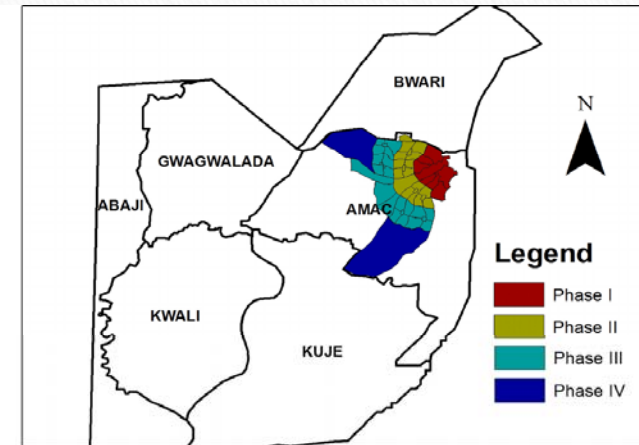 BWARI
N
GWAGWALADA
ABAJI
AMAC
Legend
Phase I
KWALI
Phase II
KUJE
Phase III
Phase IV